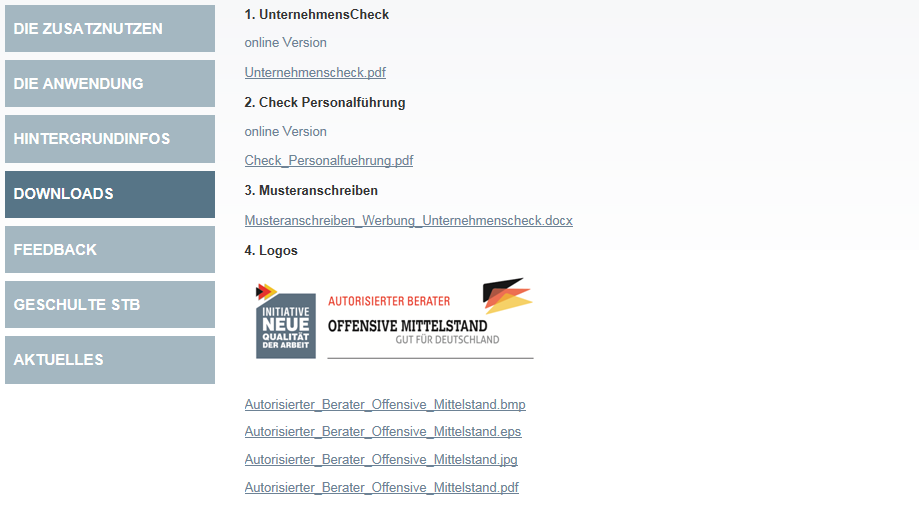 DIE ZUSATZNUTZEN
DIE ANWENDUNG
HINTERGRUNDINFOS
DOWNLOADS
FEEDBACK
GESCHULTE STB
AKTUELLES
1. UnternehmensCheck
online Version
Unternehmenscheck.pdf
2. Check Personalführung
online Version
Check_Personalfuehrung.pdf
3. Musteranschreiben
Musteranschreiben_Werbung_Unternehmenscheck.docx
4. Logos
INITIATIVE
NEUE
QUALITÄT
DER ARBEIT
AUTORISIERTER BERATER
OFFENSIVE MITTELSTAND
GUT FÜR DEUTSCHLAND
Autorisierter_Berater_Offensive_Mittelstand.bmp
Autorisierter_Berater_Offensive_Mittelstand.eps
Autorisierter_Berater_Offensive_Mittelstand.jpg
Autorisierter_Berater_Offensive_Mittelstand.pdf